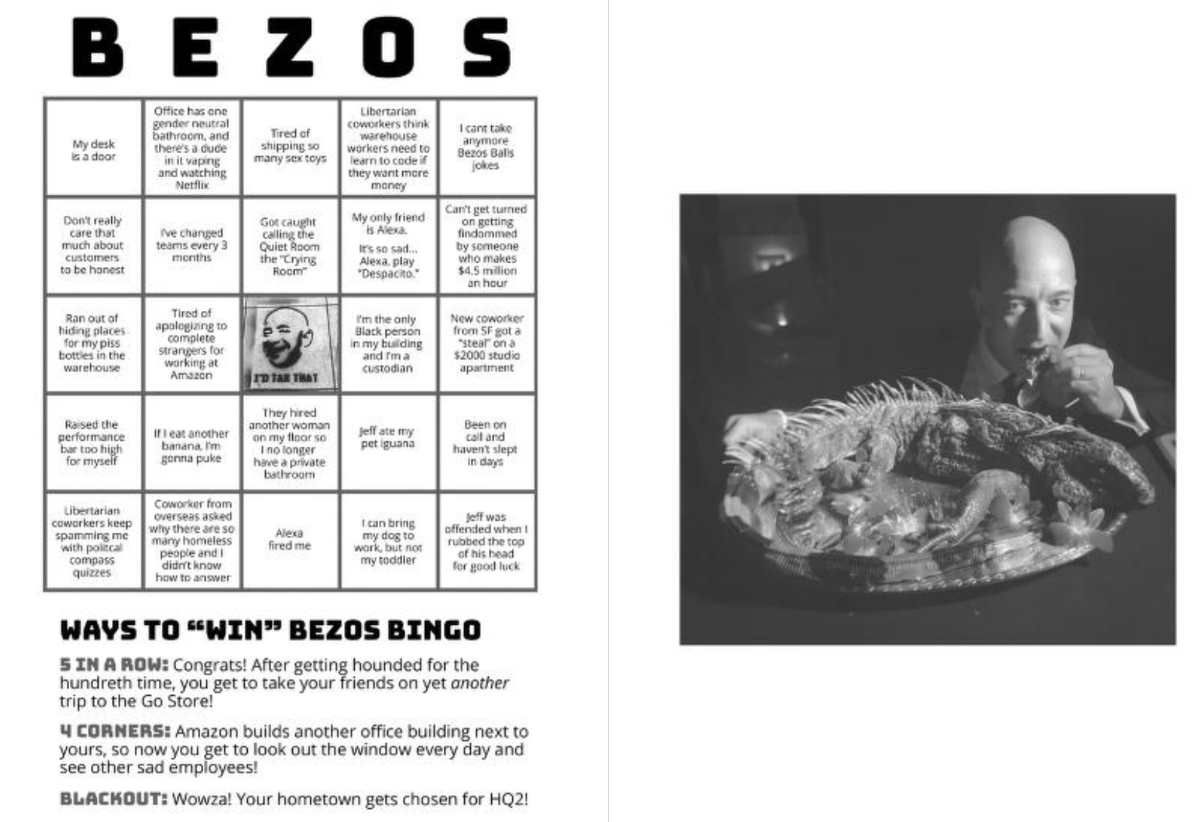 B E Z O S
My desk
is a door
Office has one
gender neutral
bathroom, and
there's a dude
in it vaping
and watching
Netflix
Tired of
shipping so
many sex toys
Libertarian
coworkers think
warehouse
workers need to
learn to code if
they want more
money
I cant take
anymore
Bezos Balls
jokes
Don't really
care that
much about
customers
to be honest
I've changed
teams every 3
months
Got caught
calling the
Quiet Room
the "Crying
Room"
My only friend
is Alexa.
It's so sad...
Alexa, play
"Despacito."
Can't get turned
on getting
findommed
by someone
who makes
$4.5 million
an hour
Ran out of
hiding places
for my piss
bottles in the
warehouse
Tired of
apologizing to
complete
strangers for
working at
Amazon
I'D TAX THAT
I'm the only
Black person
in my building
and I'm a
custodian
New coworker
from SF got a
"steal" on a
$2000 studio
apartment
Raised the
performance
bar too high
for myself
If I eat another
banana, I'm
gonna puke
They hired
another woman
on my floor so
I no longer
have a private
bathroom
Jeff ate my
pet iguana
Been on
call and
haven't slept
in days
Libertarian
coworkers keep
spamming me
with politcal
compass
quizzes
Coworker from
overseas asked
why there are so
many homeless
people and I
didn't know
how to answer
Alexa
fired me
I can bring
my dog to
work, but not
my toddler
Jeff was
offended when I
rubbed the top
of his head
for good luck
WAYS TO “WIN” BEZOS BINGO
5 IN A ROW: Congrats! After getting hounded for the
hundreth time, you get to take your friends on yet another
trip to the Go Store!
4 CORNERS: Amazon builds another office building next to
yours, so now you get to look out the window every day and
see other sad employees!
BLACKOUT: Wowza! Your hometown gets chosen for HQ2!